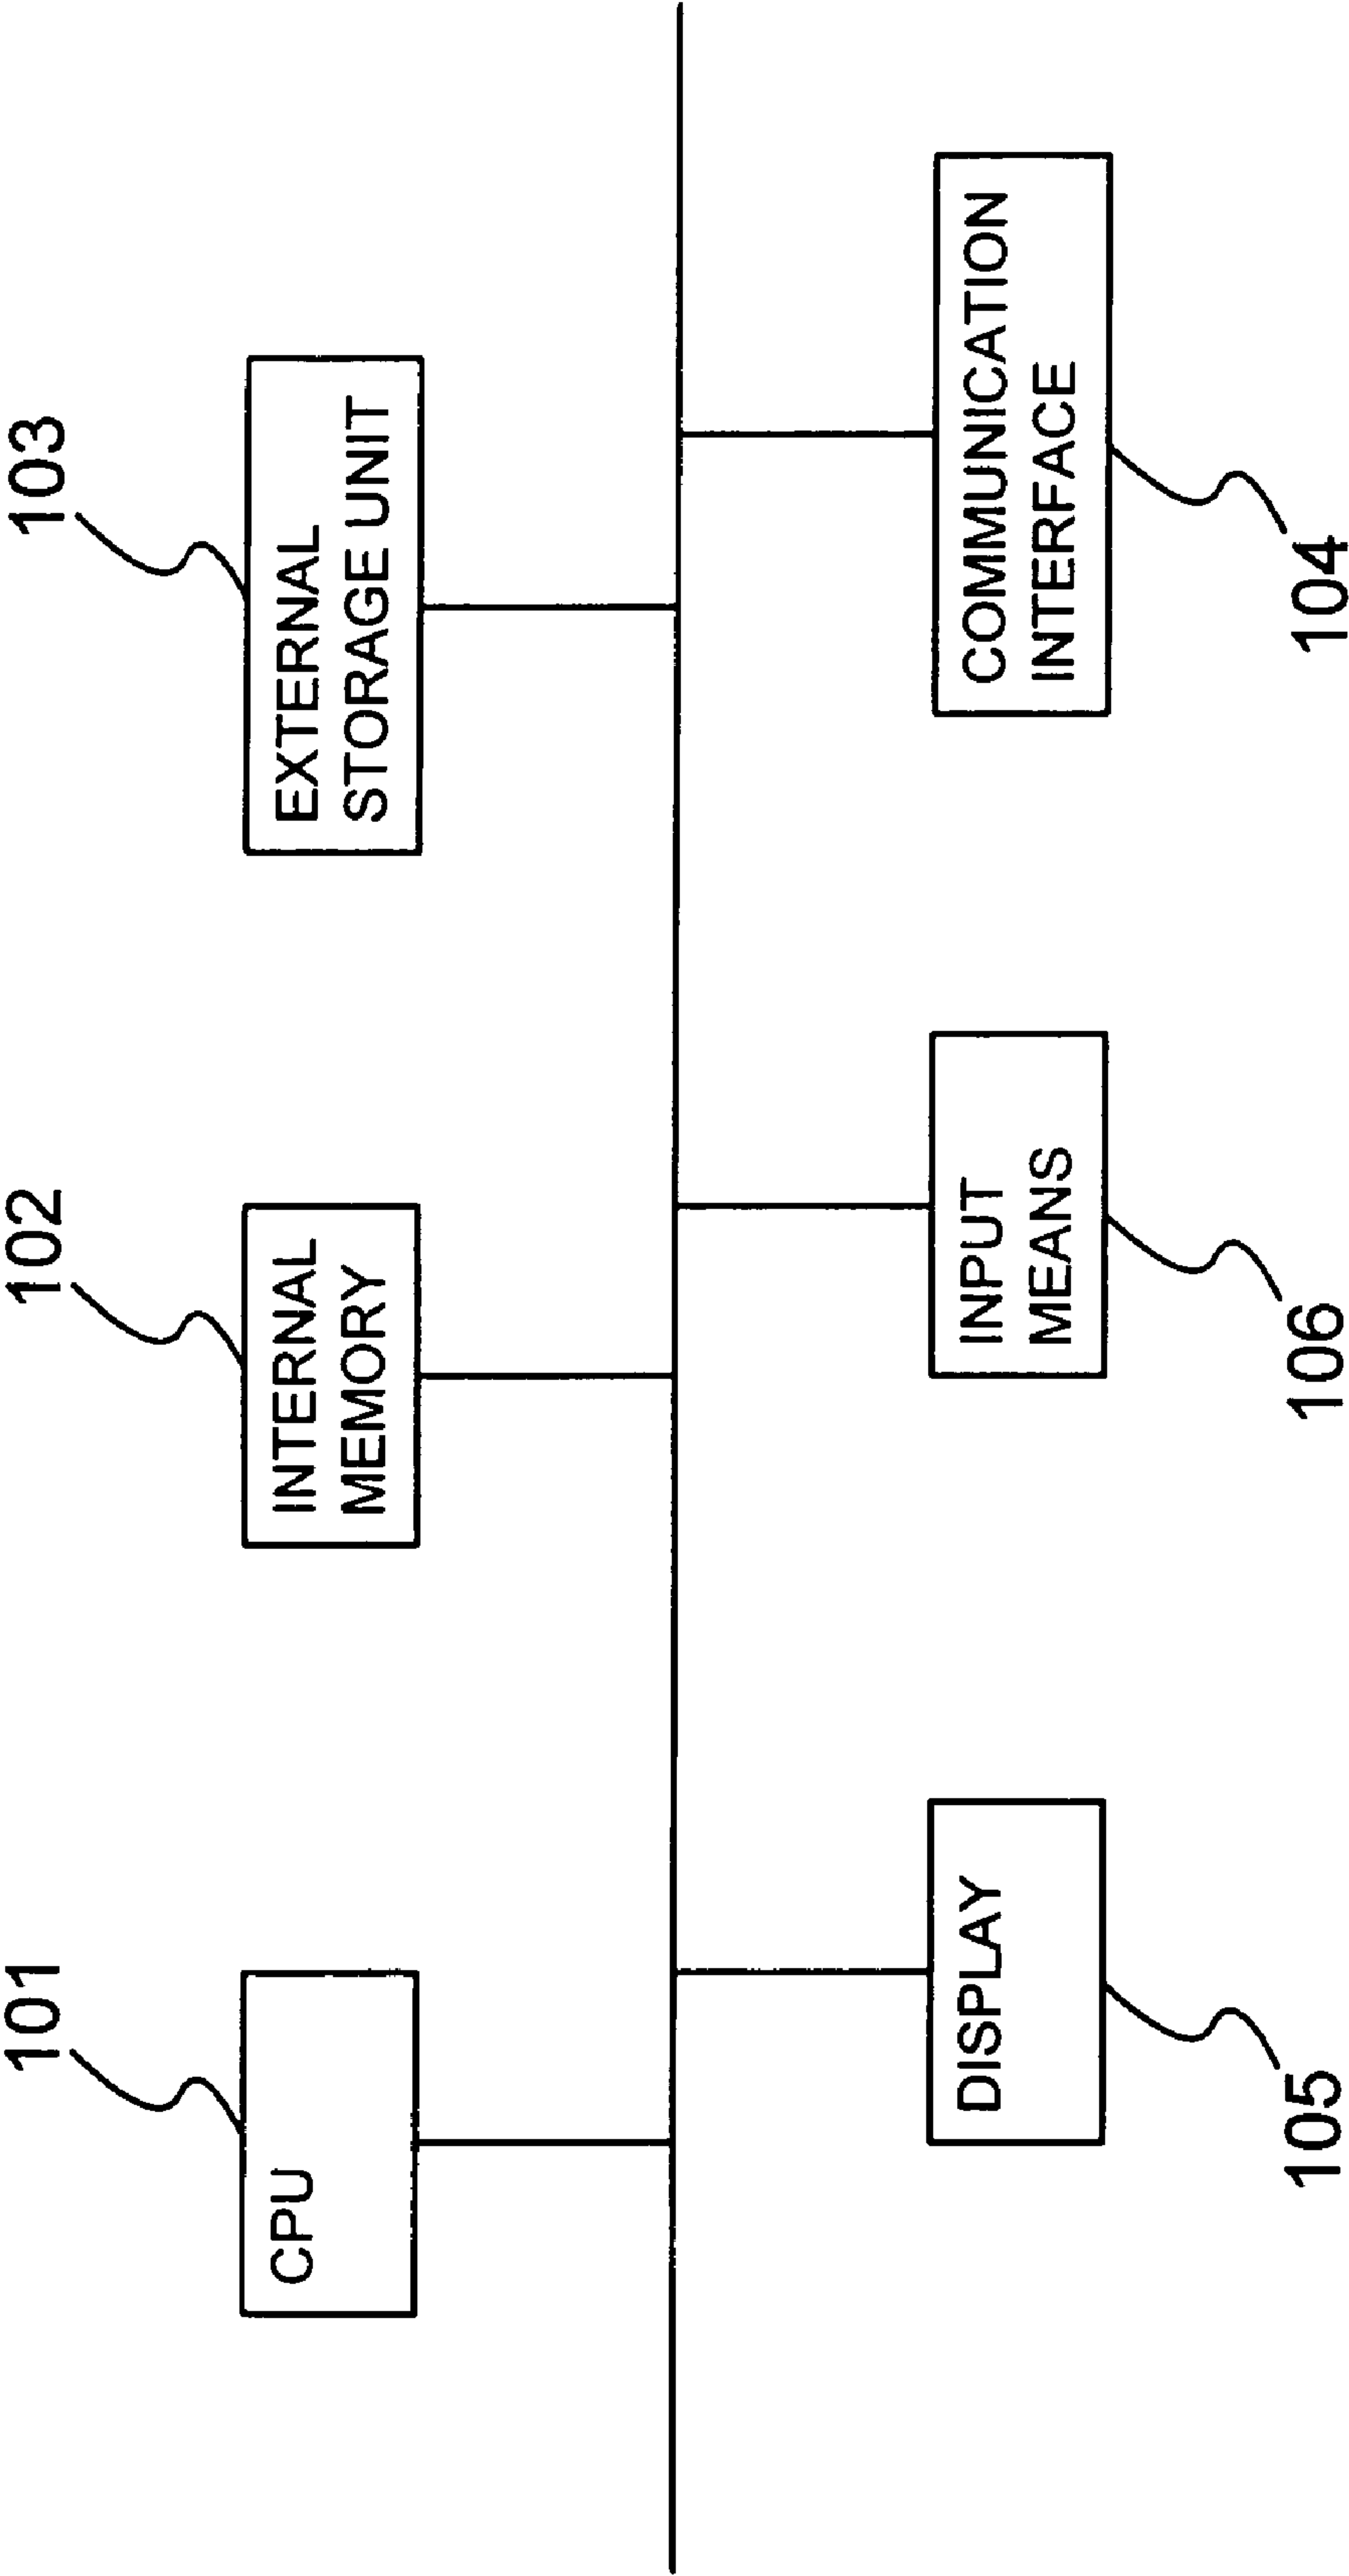 101
102
103
CPU
INTERNAL
MEMORY
EXTERNAL
STORAGE UNIT
DISPLAY
INPUT
MEANS
COMMUNICATION
INTERFACE
105
106
104